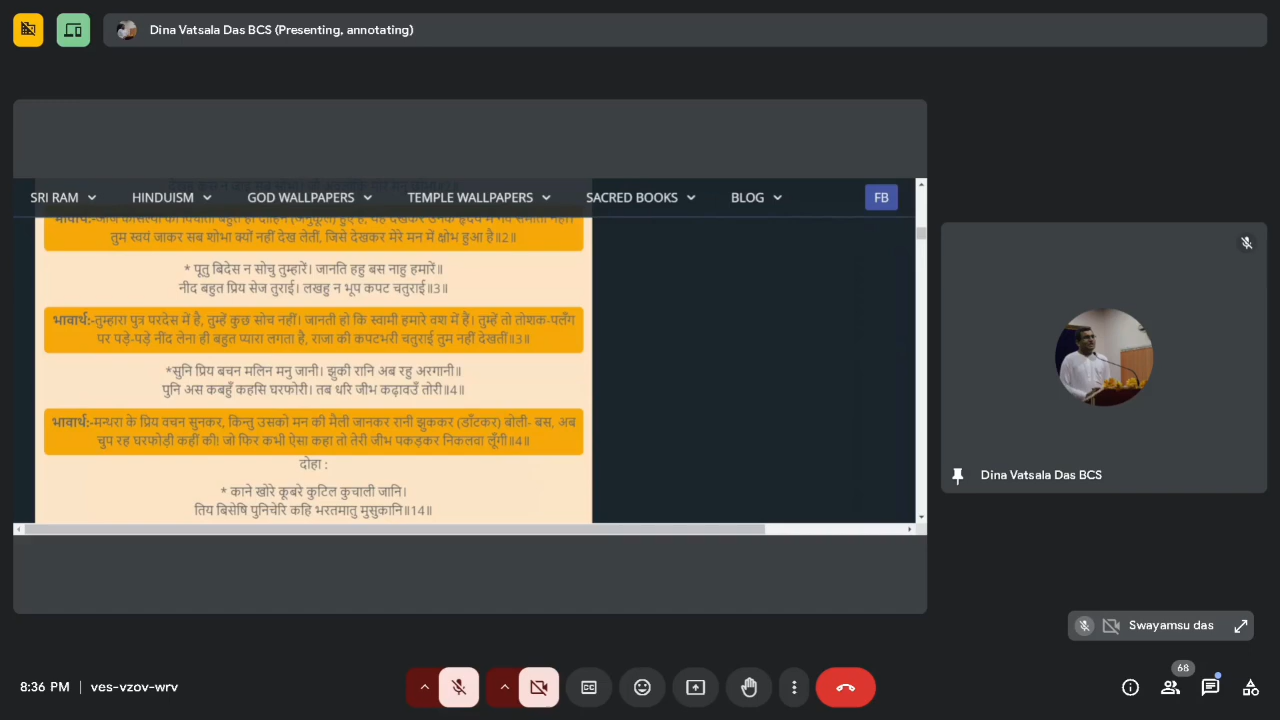 Dina Vatsala Das BCS (Presenting, annotating)
SRI RAM HINDUISM GOD WALLPAPERS TEMPLE WALLPAPERS SACRED BOOKS BLOG FB
तुम स्वयं जाकर सब शोभा क्यों नहीं देख लेतीं, जिसे देखकर मेरे मन में क्षोभ हुआ है॥2॥
* पूतु बिदेस न सोचु तुम्हारें। जानति हहु बस नाहु हमारें॥
नीद बहुत प्रिय सेज तुराई। लखहु न भूप कपट चतुराई॥3॥
भावार्थ:-तुम्हारा पुत्र परदेस में है, तुम्हें कुछ सोच नहीं। जानती हो कि स्वामी हमारे वश में हैं। तुम्हें तो तोशक-पलँग
पर पड़े-पड़े नींद लेना ही बहुत प्यारा लगता है, राजा की कपटभरी चतुराई तुम नहीं देखतीं॥3॥
*सुनि प्रिय बचन मलिन मनु जानी। झुकी रानि अब रहु अरगानी॥
पुनि अस कबहुँ कहसि घरफोरी। तब धरि जीभ कढ़ावउँ तोरी॥4॥
भावार्थ:-मन्थरा के प्रिय वचन सुनकर, किन्तु उसको मन की मैली जानकर रानी झुककर (डाँटकर) बोली- बस, अब
चुप रह घरफोड़ी कहीं की! जो फिर कभी ऐसा कहा तो तेरी जीभ पकड़कर निकलवा लूँगी॥4॥
दोहा :
* काने खोरे कूबरे कुटिल कुचाली जानि।
तिय बिसेषि पुनिचेरि कहि भरतमातु मुसुकानि॥14॥
Dina Vatsala Das BCS
Swayamsu das
8:36 PM ves-vzov-wrv
68